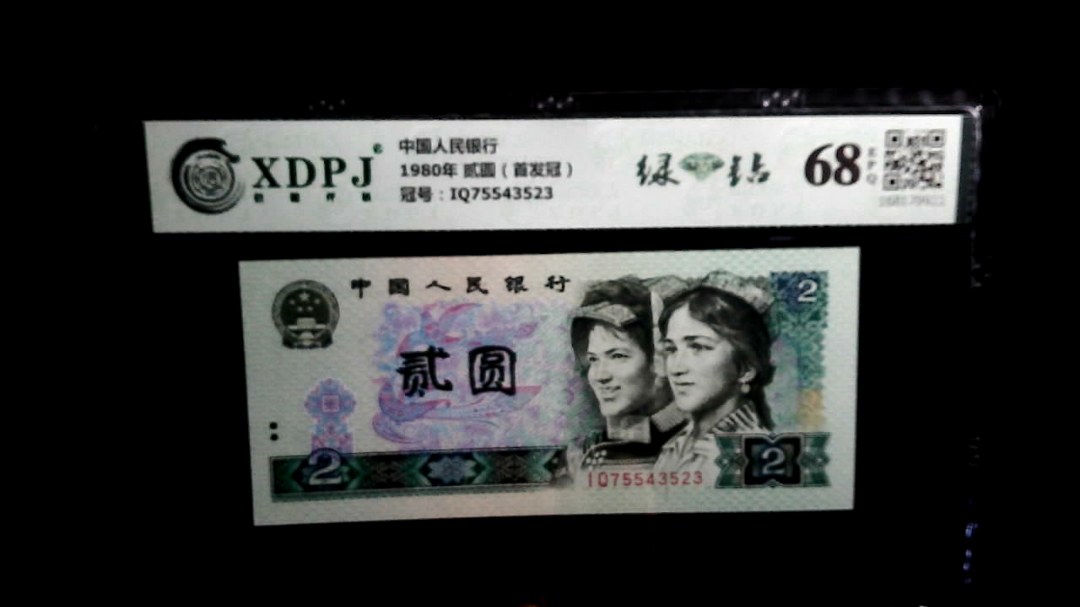 XDPJ
中国人民银行
1980年 贰圆（首发冠）
冠号：IQ75543523
绿 钻
68
EPQ
中国人民银行
2
贰圆
2
IQ75543523
2